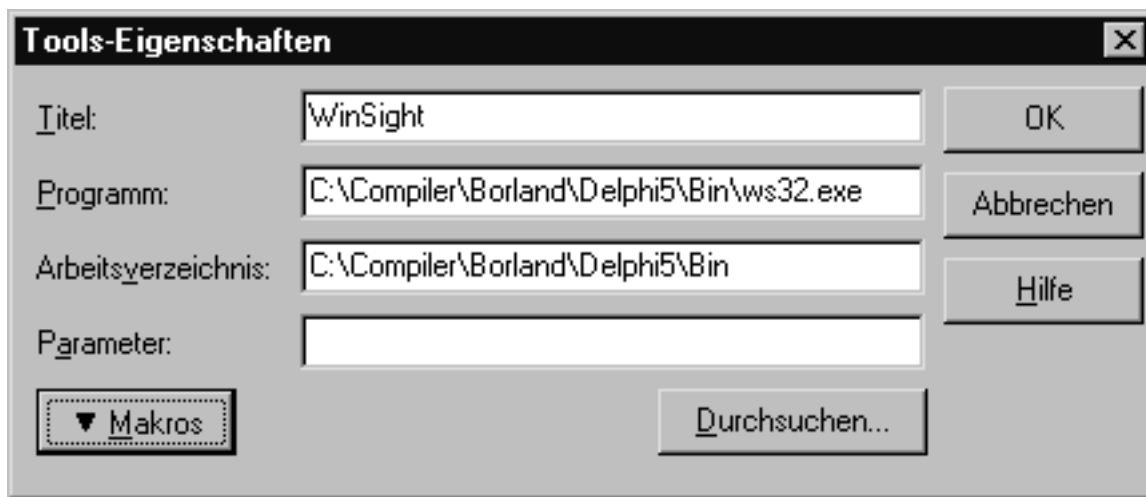 Tools-Eigenschaften
Titel: WinSight OK
Programm: C:\Compiler\Borland\Delphi5\Bin\ws32.exe Abbrechen
Arbeitsverzeichnis: C:\Compiler\Borland\Delphi5\Bin Hilfe
Parameter:
Makros Durchsuchen...